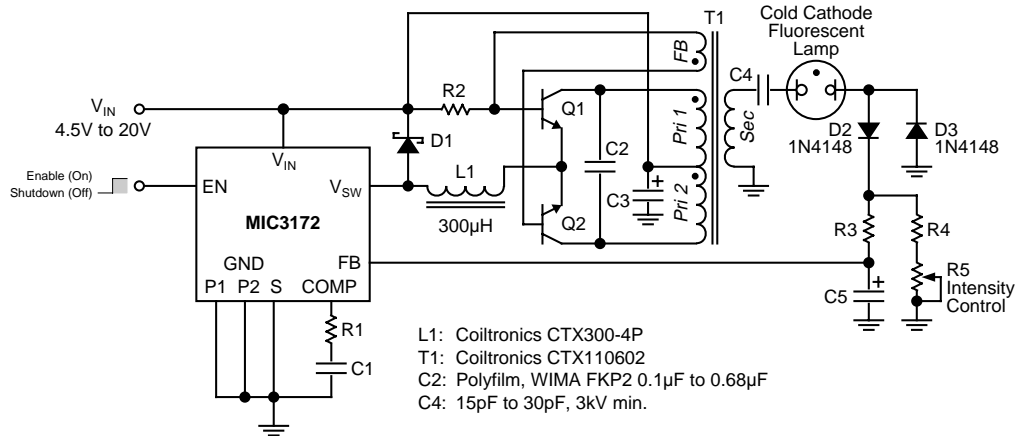 Cold Cathode
Fluorescent
Lamp
T1
FB
C4
R2
Q1
VIN
4.5V to 20V
D1
Pri 1
Sec
D2
1N4148
D3
1N4148
C2
VIN
L1
Enable (On)
Shutdown (Off)
EN
VSW
C3
+
Pri 2
MIC3172
300µH
Q2
R3
R4
GND
FB
P1
P2
S
COMP
+
C5
R5
Intensity
Control
R1
C1
L1: Coiltronics CTX300-4P
T1: Coiltronics CTX110602
C2: Polyfilm, WIMA FKP2 0.1µF to 0.68µF
C4: 15pF to 30pF, 3kV min.